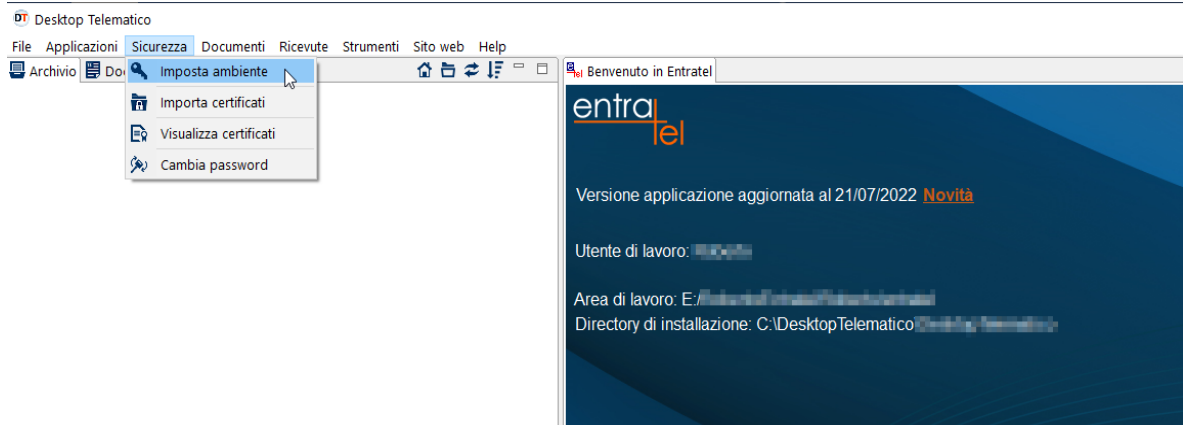 DT Desktop Telematico
File Applicazioni Sicurezza Documenti Ricevute Strumenti Sito web Help
Archivio Do
Imposta ambiente
Importa certificati
Visualizza certificati
Cambia password
Tel Benvenuto in Entratel
entratel
Versione applicazione aggiornata al 21/07/2022 Novità
Utente di lavoro:
Area di lavoro: E:/
Directory di installazione: C:\DesktopTelematico